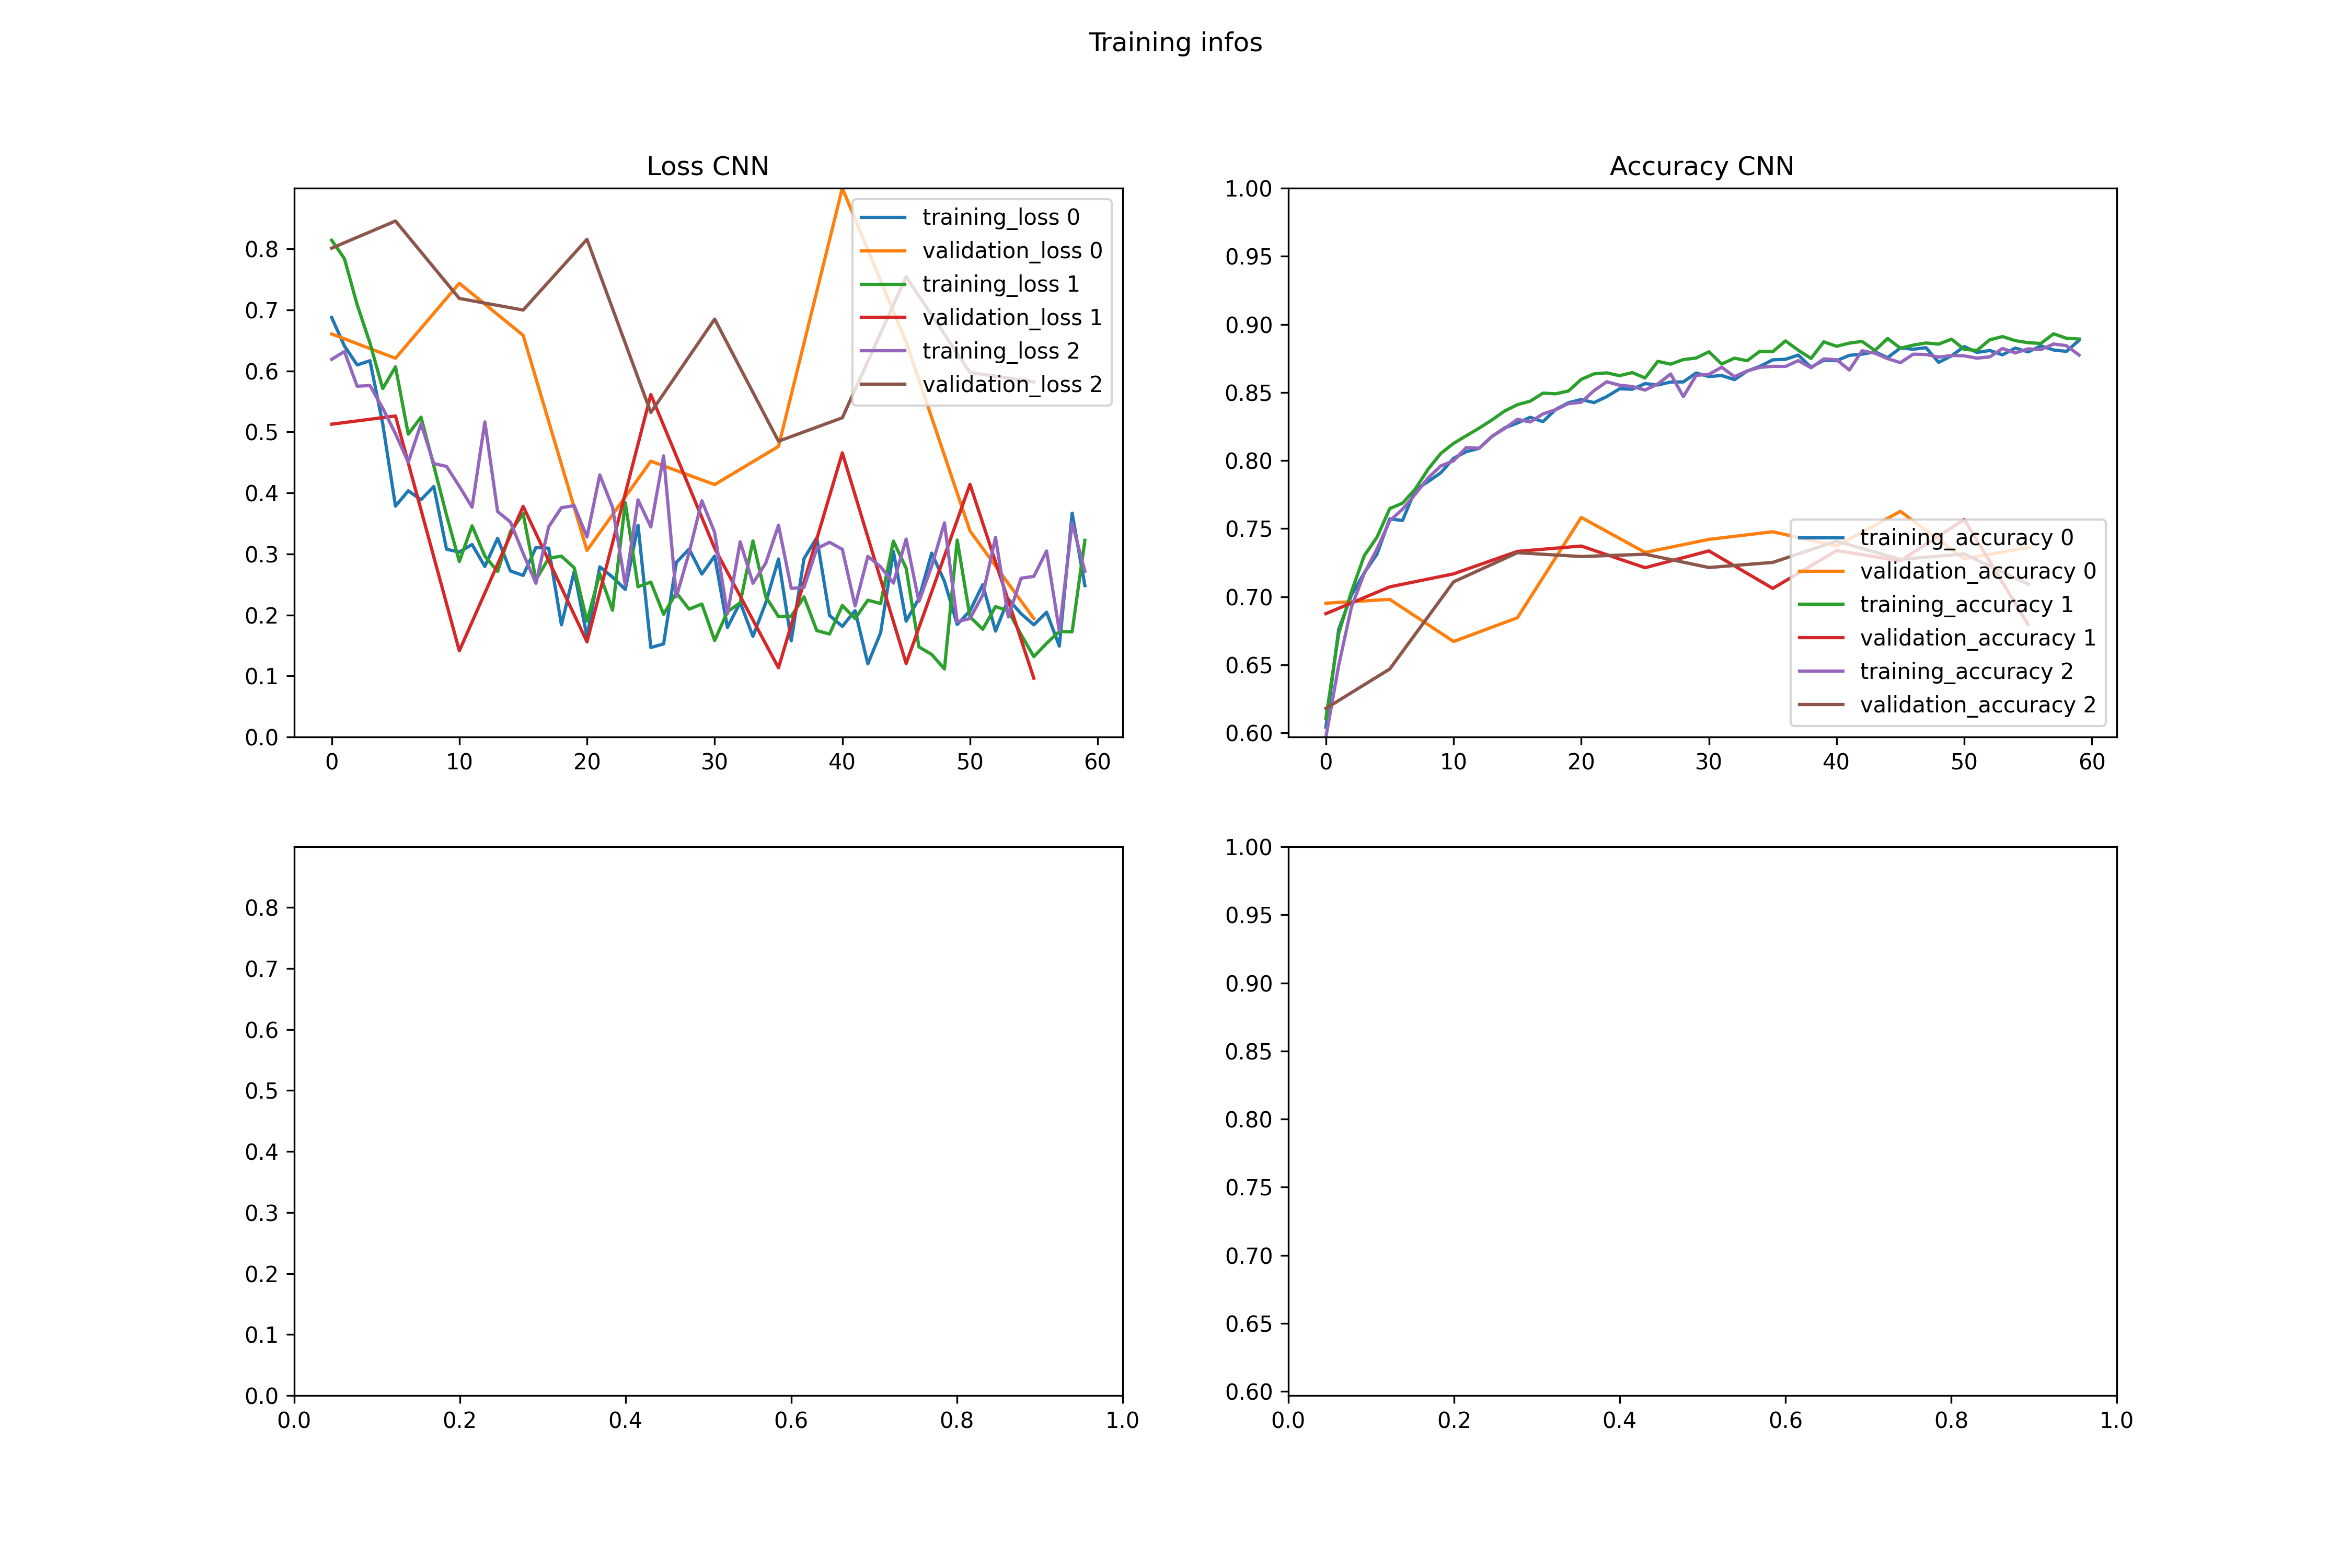 Training infos
Loss CNN
0.8
0.7
0.6
0.5
0.4
0.3
0.2
0.1
0.0
0 10 20 30 40 50 60
training_loss 0
validation_loss 0
training_loss 1
validation_loss 1
training_loss 2
validation_loss 2
Accuracy CNN
1.00
0.95
0.90
0.85
0.80
0.75
0.70
0.65
0.60
0 10 20 30 40 50 60
training_accuracy 0
validation_accuracy 0
training_accuracy 1
validation_accuracy 1
training_accuracy 2
validation_accuracy 2
0.8
0.7
0.6
0.5
0.4
0.3
0.2
0.1
0.0
0.0 0.2 0.4 0.6 0.8 1.0
1.00
0.95
0.90
0.85
0.80
0.75
0.70
0.65
0.60
0.0 0.2 0.4 0.6 0.8 1.0